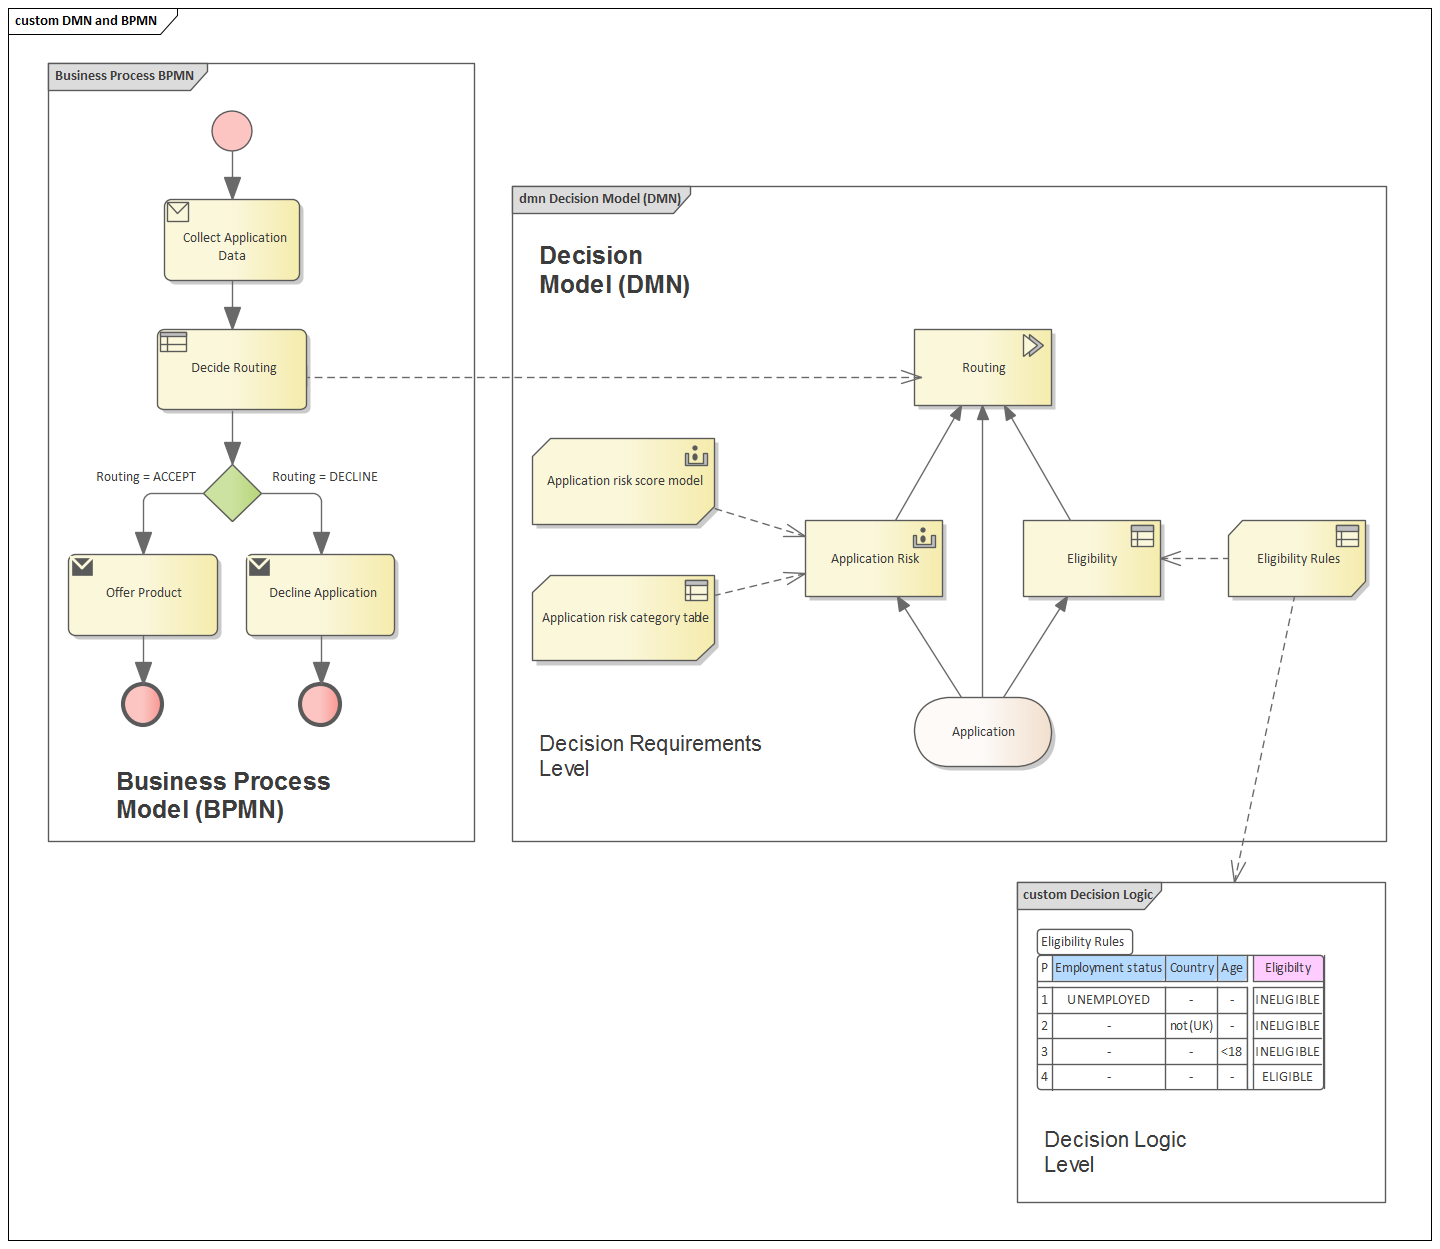 custom DMN and BPMN
Business Process BPMN
Collect Application
Data
Decide Routing
Routing = ACCEPT
Routing = DECLINE
Offer Product
Decline Application
Business Process
Model (BPMN)
dmn Decision Model (DMN)
Decision
Model (DMN)
Routing
Application risk score model
Application Risk
Eligibility
Eligibility Rules
Application risk category table
Application
Decision Requirements
Level
custom Decision Logic
Eligibility Rules
P Employment status Country Age Eligibilty
1 UNEMPLOYED - - INELIGIBLE
2 - not(UK) - INELIGIBLE
3 - - <18 INELIGIBLE
4 - - - ELIGIBLE
Decision Logic
Level